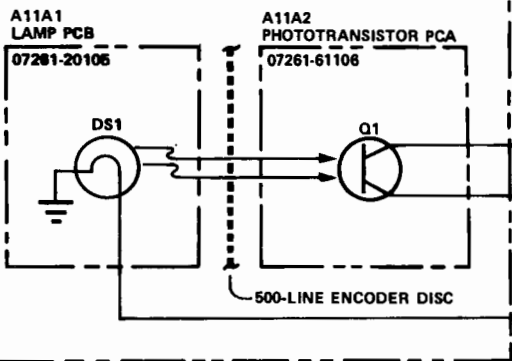 A11A1
LAMP PCB
07261-20105
DS1
A11A2
PHOTOTRANSISTOR PCA
07261-61106
Q1
500-LINE ENCODER DISC